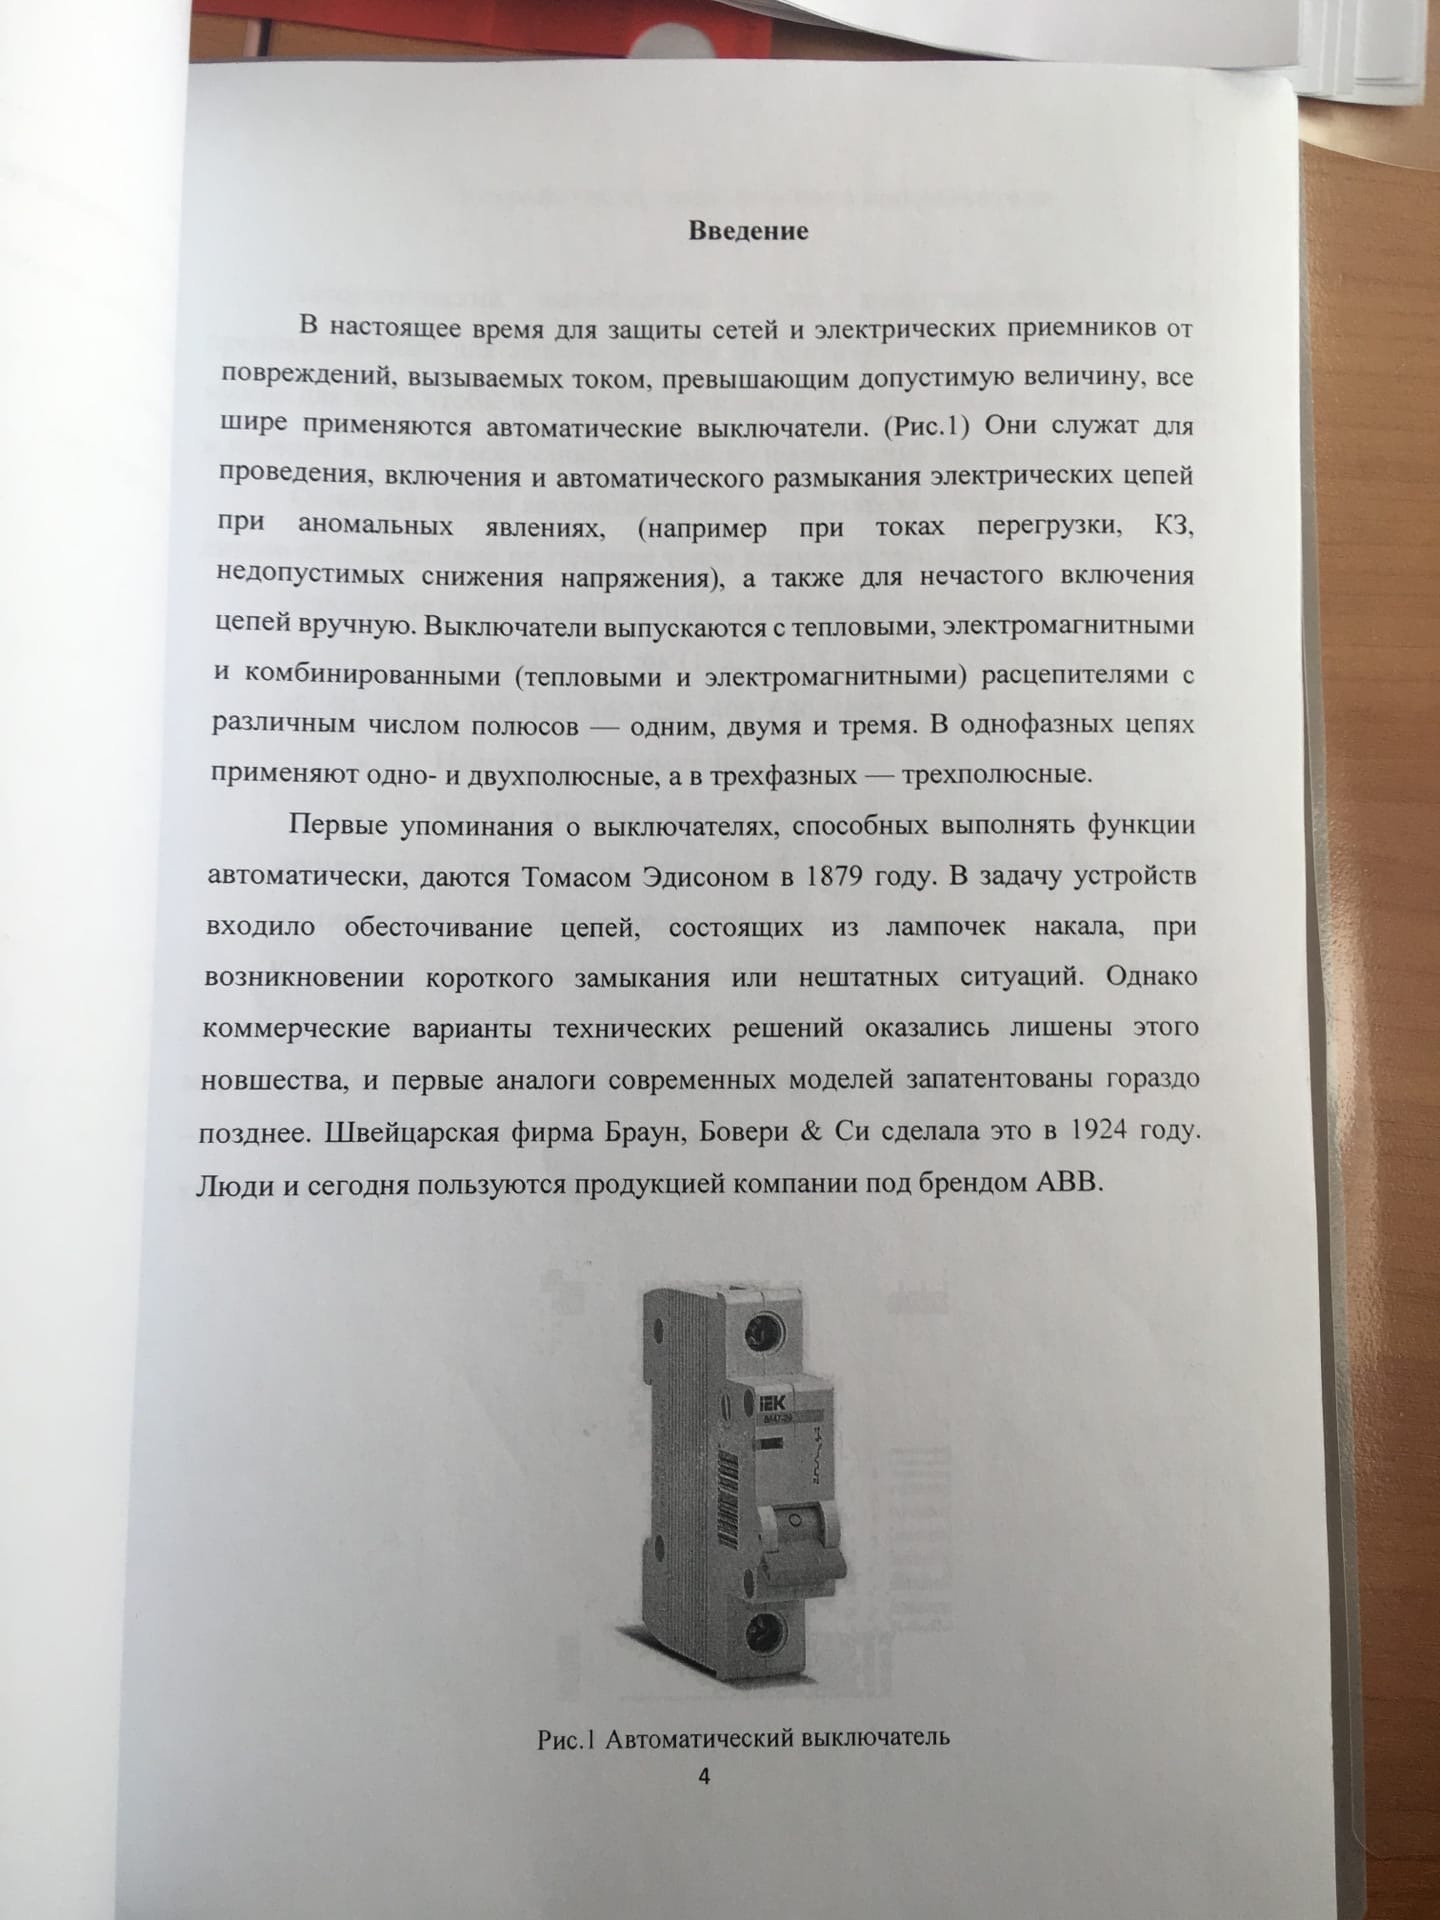 Введение
В настоящее время для защиты сетей и электрических приемников от
повреждений, вызываемых током, превышающим допустимую величину, все
шире применяются автоматические выключатели. (Рис.1) Они служат для
проведения, включения и автоматического размыкания электрических цепей
при аномальных явлениях, (например при токах перегрузки, КЗ,
недопустимых снижения напряжения), а также для нечастого включения
цепей вручную. Выключатели выпускаются с тепловыми, электромагнитными
и комбинированными (тепловыми и электромагнитными) расцепителями с
различным числом полюсов — одним, двумя и тремя. В однофазных цепях
применяют одно- и двухполюсные, а в трехфазных — трехполюсные.
Первые упоминания о выключателях, способных выполнять функции
автоматически, даются Томасом Эдисоном в 1879 году. В задачу устройств
входило обесточивание цепей, состоящих из лампочек накала, при
возникновении короткого замыкания или нештатных ситуаций. Однако
коммерческие варианты технических решений оказались лишены этого
новшества, и первые аналоги современных моделей запатентованы гораздо
позднее. Швейцарская фирма Браун, Бовери & Си сделала это в 1924 году.
Люди и сегодня пользуются продукцией компании под брендом ABB.
IEK
Рис.1 Автоматический выключатель
4